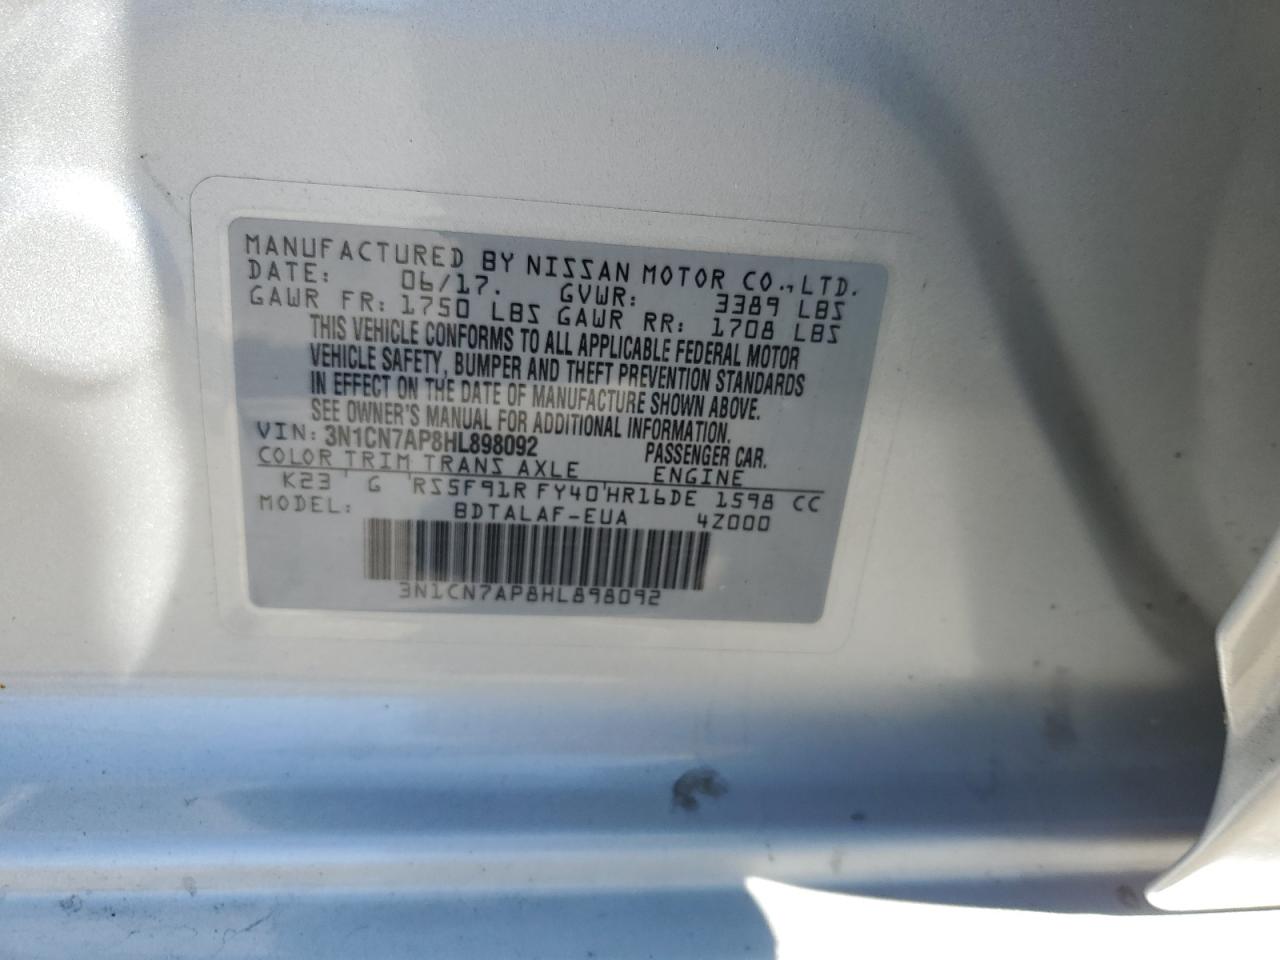 MANUFACTURED BY NISSAN MOTOR CO.,LTD.
DATE: 06/17. GVWR: 3389 LBS
GAWR FR: 1750 LBS GAWR RR: 1708 LBS
THIS VEHICLE CONFORMS TO ALL APPLICABLE FEDERAL MOTOR
VEHICLE SAFETY, BUMPER AND THEFT PREVENTION STANDARDS
IN EFFECT ON THE DATE OF MANUFACTURE SHOWN ABOVE.
SEE OWNER'S MANUAL FOR ADDITIONAL INFORMATION.
VIN: 3N1CN7AP8HL898092 PASSENGER CAR.
COLOR TRIM TRANS AXLE ENGINE
K23 G RS5F91R FY40 HR16DE 1598 CC
MODEL: BDTALAF-EUA 4Z000
3N1CN7AP8HL898092